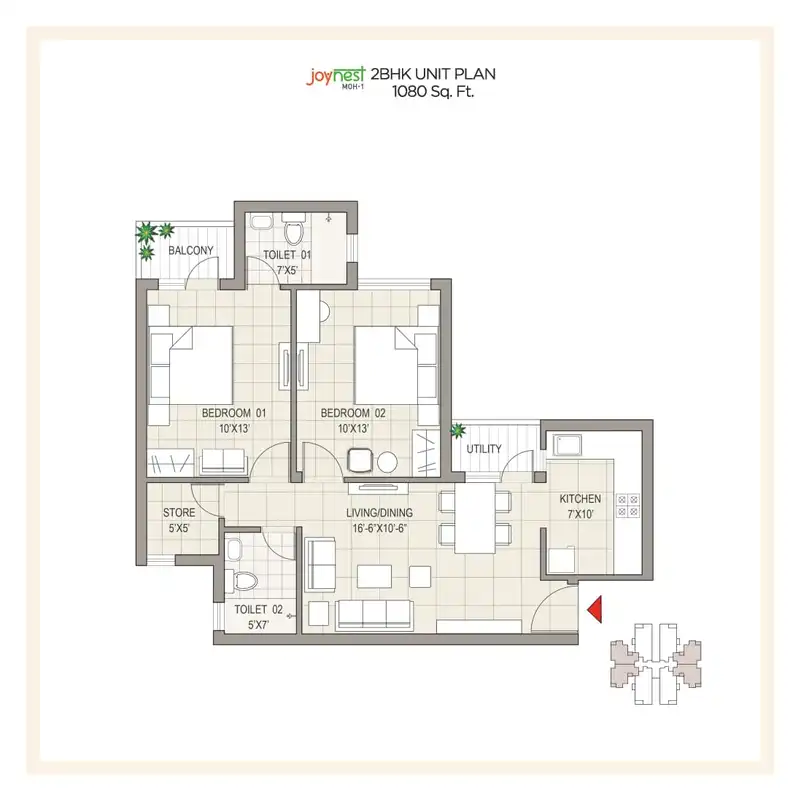 joynest 2BHK UNIT PLAN
MOH-1
1080 Sq. Ft.
BALCONY
TOILET 01
7'X5'
BEDROOM 01
10'X13'
BEDROOM 02
10'X13'
UTILITY
KITCHEN
7'X10'
STORE
5'X5'
LIVING/DINING
16'-6"X10'-6"
TOILET 02
5'X7'